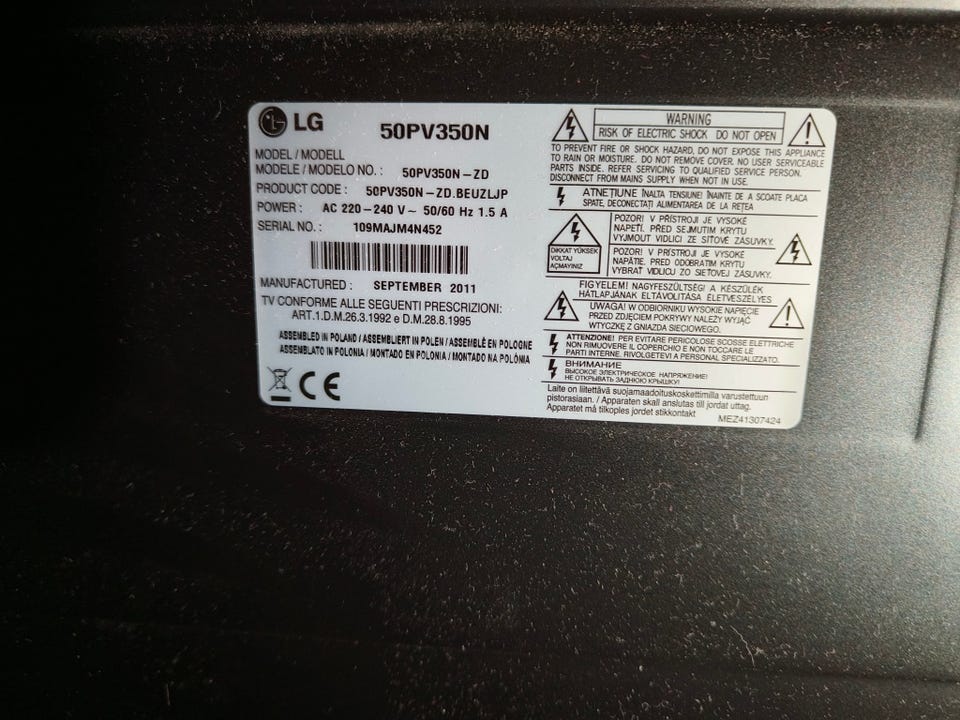 LG
50PV350N
MODEL / MODELL
MODELE / MODELO NO. : 50PV350N-ZD
PRODUCT CODE : 50PV350N-ZD.BEUZLJP
POWER : AC 220-240 V~ 50/60 Hz 1.5 A
SERIAL NO. : 109MAJM4N452
MANUFACTURED : SEPTEMBER 2011
TV CONFORME ALLE SEGUENTI PRESCRIZIONI:
ART.1.D.M.26.3.1992 e D.M.28.8.1995
ASSEMBLED IN POLAND / ASSEMBLIERT IN POLEN / ASSEMBLÉ EN POLOGNE
ASSEMBLATO IN POLONIA / MONTADO EN POLONIA / MONTADO NA POLÓNIA
CE
WARNING
RISK OF ELECTRIC SHOCK DO NOT OPEN
TO PREVENT FIRE OR SHOCK HAZARD, DO NOT EXPOSE THIS APPLIANCE
TO RAIN OR MOISTURE. DO NOT REMOVE COVER. NO USER SERVICEABLE
PARTS INSIDE. REFER SERVICING TO QUALIFIED SERVICE PERSON.
DISCONNECT FROM MAINS SUPPLY WHEN NOT IN USE.
ATNEȚIUNE ÎNALTA TENSIUNE! ÎNAINTE DE A SCOATE PLACA
SPATE, DECONECTAȚI ALIMENTAREA DE LA REȚEA
DIKKAT YÜKSEK
VOLTAJ
AÇMAYINIZ
POZOR! V PŘÍSTROJI JE VYSOKÉ
NAPĚTÍ. PŘED SEJMUTIM KRYTU
VYJMOUT VIDLICI ZE SÍŤOVÉ ZÁSUVKY.
POZOR! V PRÍSTROJI JE VYSOKÉ
NAPÄTIE. PRED ODOBRATIM KRYTU
VYBRAT VIDLICU ZO SIEŤOVEJ ZÁSUVKY.
FIGYELEM! NAGYFESZÜLTSÉG! A KÉSZÜLÉK
HÁTLAPJÁNAK ELTÁVOLÍTÁSA ÉLETVESZÉLYES
UWAGA! W ODBIORNIKU WYSOKIE NAPIĘCIE
PRZED ZDJĘCIEM POKRYWY NALEŻY WYJĄĆ
WTYCZKĘ Z GNIAZDA SIECIOWEGO.
ATTENZIONE! PER EVITARE PERICOLOSE SCOSSE ELETTRICHE
NON RIMUOVERE IL COPERCHIO E NON TOCCARE LE
PARTI INTERNE. RIVOLGETEVI A PERSONAL SPECIALIZZATO.
ВНИМАНИЕ
ВЫСОКОЕ ЭЛЕКТРИЧЕСКОЕ НАПРЯЖЕНИЕ!
НЕ ОТКРЫВАТЬ ЗАДНЮЮ КРЫШКУ!
Laite on liitettävä suojamaadoituskoskettimilla varustettuun
pistorasiaan. / Apparaten skall anslutas till jordat uttag.
Apparatet må tilkoples jordet stikkontakt
MEZ41307424